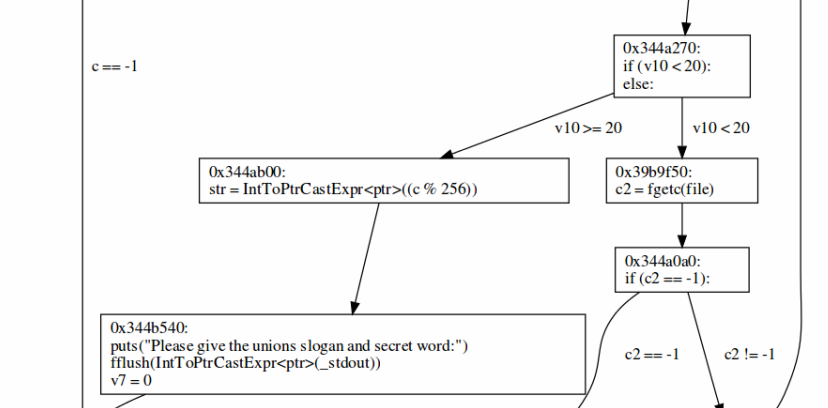 0x344a270:
if (v10 < 20):
else:
c == -1
v10 >= 20
v10 < 20
0x344ab00:
str = IntToPtrCastExpr<ptr>((c % 256))
0x39b9f50:
c2 = fgetc(file)
0x344a0a0:
if (c2 == -1):
0x344b540:
puts("Please give the unions slogan and secret word:")
fflush(IntToPtrCastExpr<ptr>(_stdout))
v7 = 0
c2 == -1
c2 != -1